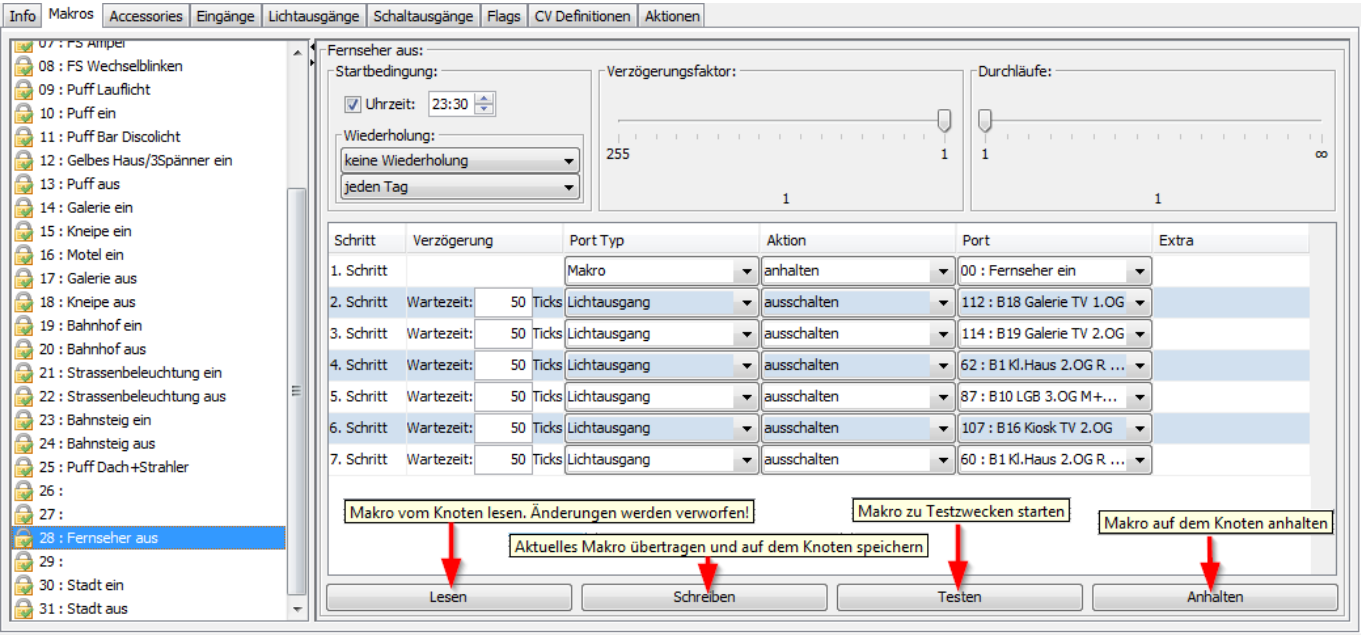 Info Makros Accessories Eingänge Lichtausgänge Schaltausgänge Flags CV Definitionen Aktionen
07 : FS Ampel
08 : FS Wechselblinken
09 : Puff Lauflicht
10 : Puff ein
11 : Puff Bar Discolicht
12 : Gelbes Haus/3Spänner ein
13 : Puff aus
14 : Galerie ein
15 : Kneipe ein
16 : Motel ein
17 : Galerie aus
18 : Kneipe aus
19 : Bahnhof ein
20 : Bahnhof aus
21 : Strassenbeleuchtung ein
22 : Strassenbeleuchtung aus
23 : Bahnsteig ein
24 : Bahnsteig aus
25 : Puff Dach+Strahler
26 :
27 :
28 : Fernseher aus
29 :
30 : Stadt ein
31 : Stadt aus
Fernseher aus:
Startbedingung:
Uhrzeit: 23:30
Wiederholung:
keine Wiederholung
jeden Tag
Verzögerungsfaktor:
255 1
1
Durchläufe:
1 ∞
1
Schritt Verzögerung Port Typ Aktion Port Extra
1. Schritt Makro anhalten 00 : Fernseher ein
2. Schritt Wartezeit: 50 Ticks Lichtausgang ausschalten 112 : B18 Galerie TV 1.OG
3. Schritt Wartezeit: 50 Ticks Lichtausgang ausschalten 114 : B19 Galerie TV 2.OG
4. Schritt Wartezeit: 50 Ticks Lichtausgang ausschalten 62 : B1 Kl.Haus 2.OG R ...
5. Schritt Wartezeit: 50 Ticks Lichtausgang ausschalten 87 : B10 LGB 3.OG M+...
6. Schritt Wartezeit: 50 Ticks Lichtausgang ausschalten 107 : B16 Kiosk TV 2.OG
7. Schritt Wartezeit: 50 Ticks Lichtausgang ausschalten 60 : B1 Kl.Haus 2.OG R ...
Makro vom Knoten lesen. Änderungen werden verworfen!
Makro zu Testzwecken starten
Makro auf dem Knoten anhalten
Aktuelles Makro übertragen und auf dem Knoten speichern
Lesen Schreiben Testen Anhalten